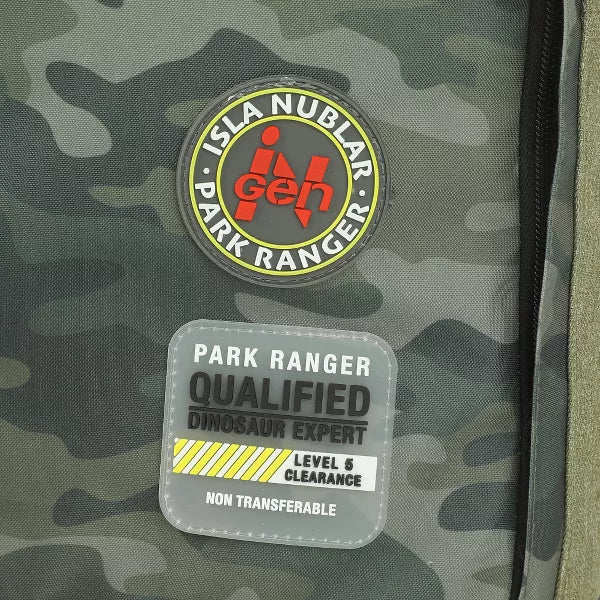 ISLA NUBLAR
InGen
PARK RANGER
PARK RANGER
QUALIFIED
DINOSAUR EXPERT
LEVEL 5
CLEARANCE
NON TRANSFERABLE